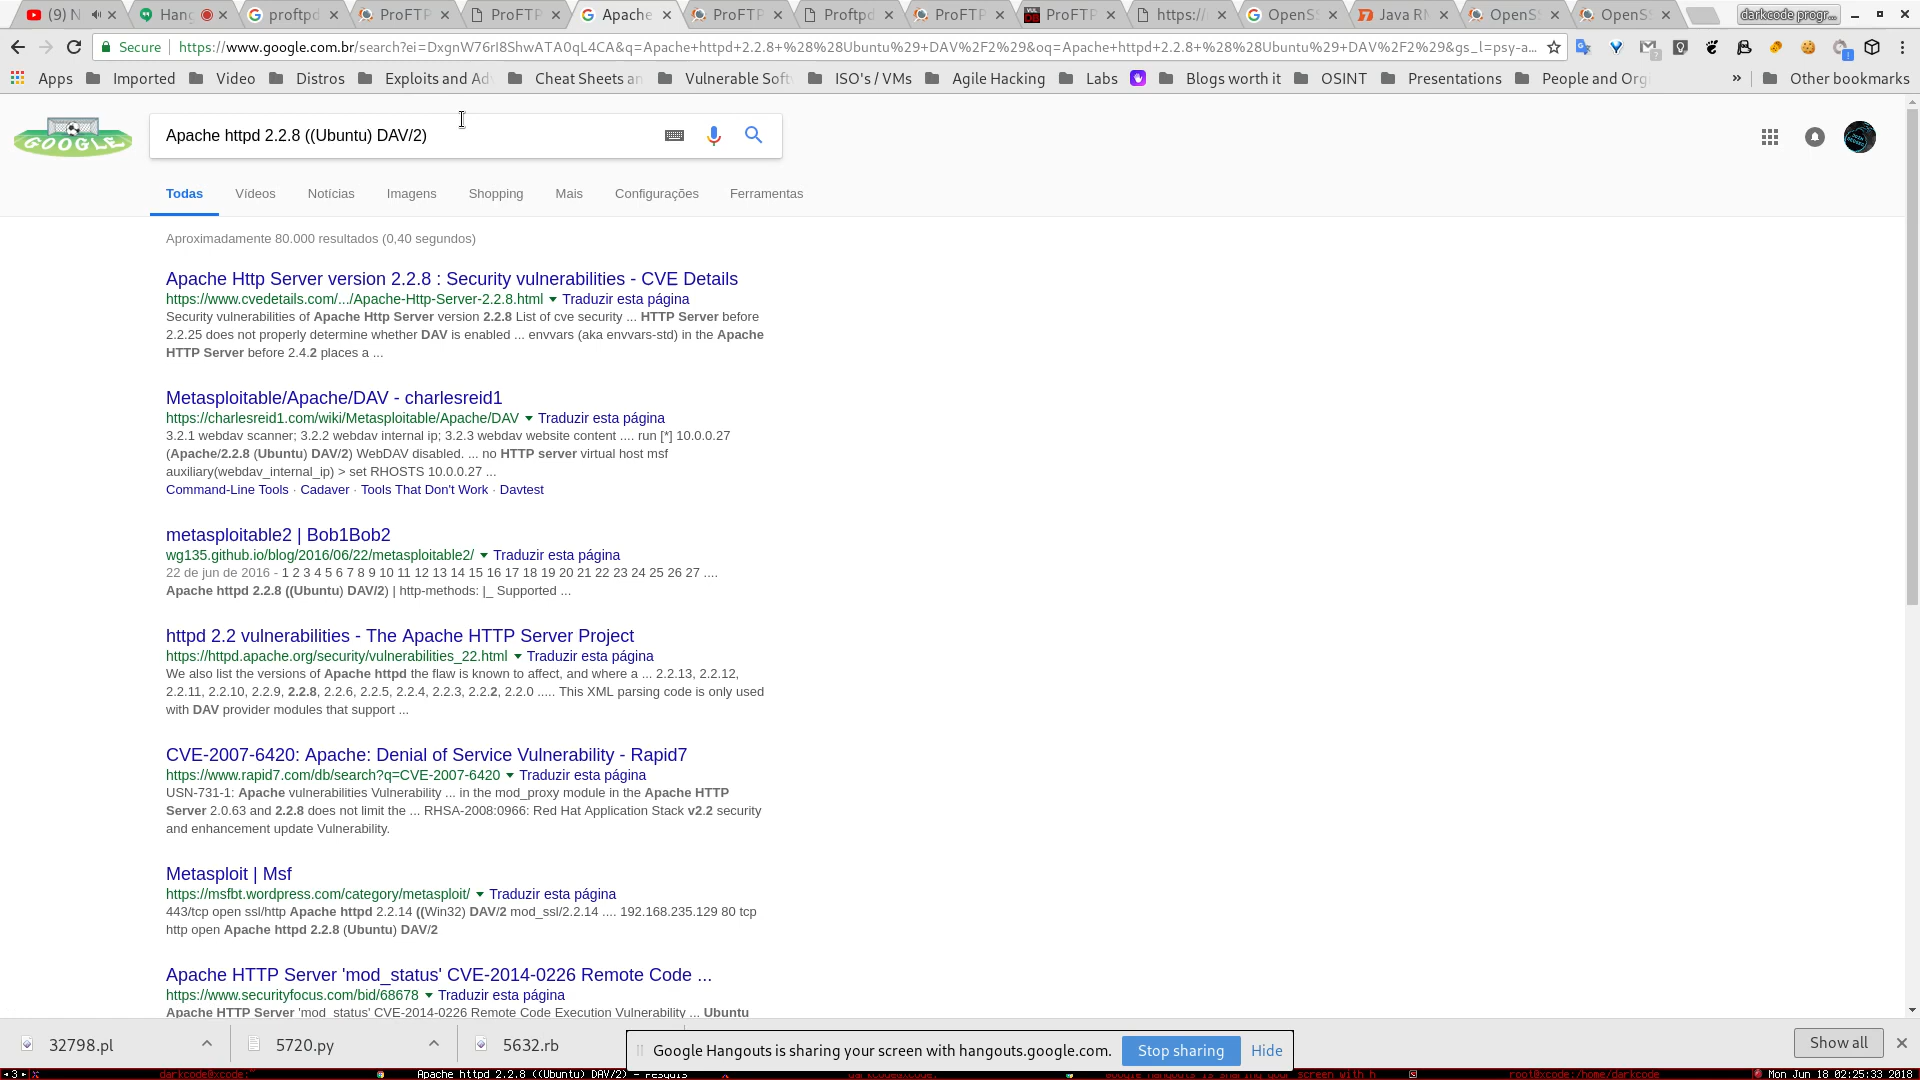 (9) N
Hang
proftpd
ProFTP
ProFTP
Apache
ProFTP
Proftpd
ProFTP
ProFTP
https:/
OpenS
Java R
OpenS
OpenS
darkcode progr...
Secure
https://www.google.com.br/search?ei=DxgnW76rI8ShwATA0qL4CA&q=Apache+httpd+2.2.8+%28%28Ubuntu%29+DAV%2F2%29&oq=Apache+httpd+2.2.8+%28%28Ubuntu%29+DAV%2F2%29&gs_l=psy-a...
Apps
Imported
Video
Distros
Exploits and Ad
Cheat Sheets an
Vulnerable Soft
ISO's / VMs
Agile Hacking
Labs
Blogs worth it
OSINT
Presentations
People and Org
»
Other bookmarks
GOOGLE
Apache httpd 2.2.8 ((Ubuntu) DAV/2)
Todas
Vídeos
Notícias
Imagens
Shopping
Mais
Configurações
Ferramentas
Aproximadamente 80.000 resultados (0,40 segundos)
Apache Http Server version 2.2.8 : Security vulnerabilities - CVE Details
https://www.cvedetails.com/.../Apache-Http-Server-2.2.8.html Traduzir esta página
Security vulnerabilities of Apache Http Server version 2.2.8 List of cve security ... HTTP Server before
2.2.25 does not properly determine whether DAV is enabled ... envvars (aka envvars-std) in the Apache
HTTP Server before 2.4.2 places a ...
Metasploitable/Apache/DAV - charlesreid1
https://charlesreid1.com/wiki/Metasploitable/Apache/DAV Traduzir esta página
3.2.1 webdav scanner; 3.2.2 webdav internal ip; 3.2.3 webdav website content .... run [*] 10.0.0.27
(Apache/2.2.8 (Ubuntu) DAV/2) WebDAV disabled. ... no HTTP server virtual host msf
auxiliary(webdav_internal_ip) > set RHOSTS 10.0.0.27 ...
Command-Line Tools · Cadaver · Tools That Don't Work · Davtest
metasploitable2 | Bob1Bob2
wg135.github.io/blog/2016/06/22/metasploitable2/ Traduzir esta página
22 de jun de 2016 - 1 2 3 4 5 6 7 8 9 10 11 12 13 14 15 16 17 18 19 20 21 22 23 24 25 26 27 ....
Apache httpd 2.2.8 ((Ubuntu) DAV/2) | http-methods: |_ Supported ...
httpd 2.2 vulnerabilities - The Apache HTTP Server Project
https://httpd.apache.org/security/vulnerabilities_22.html Traduzir esta página
We also list the versions of Apache httpd the flaw is known to affect, and where a ... 2.2.13, 2.2.12,
2.2.11, 2.2.10, 2.2.9, 2.2.8, 2.2.6, 2.2.5, 2.2.4, 2.2.3, 2.2.2, 2.2.0 ..... This XML parsing code is only used
with DAV provider modules that support ...
CVE-2007-6420: Apache: Denial of Service Vulnerability - Rapid7
https://www.rapid7.com/db/search?q=CVE-2007-6420 Traduzir esta página
USN-731-1: Apache vulnerabilities Vulnerability ... in the mod_proxy module in the Apache HTTP
Server 2.0.63 and 2.2.8 does not limit the ... RHSA-2008:0966: Red Hat Application Stack v2.2 security
and enhancement update Vulnerability.
Metasploit | Msf
https://msfbt.wordpress.com/category/metasploit/ Traduzir esta página
443/tcp open ssl/http Apache httpd 2.2.14 ((Win32) DAV/2 mod_ssl/2.2.14 .... 192.168.235.129 80 tcp
http open Apache httpd 2.2.8 (Ubuntu) DAV/2
Apache HTTP Server 'mod_status' CVE-2014-0226 Remote Code ...
https://www.securityfocus.com/bid/68678 Traduzir esta página
Apache HTTP Server 'mod_status' CVE-2014-0226 Remote Code Execution Vulnerability ... Ubuntu
32798.pl
5720.py
5632.rb
Google Hangouts is sharing your screen with hangouts.google.com.
Stop sharing
Hide
Show all
Apache httpd 2.2.8 ((Ubuntu) DAV/2) - Pesquis
Google Hangouts is sharing your screen with h
root@xcode:/home/darkcode
Mon Jun 18 02:25:33 2018